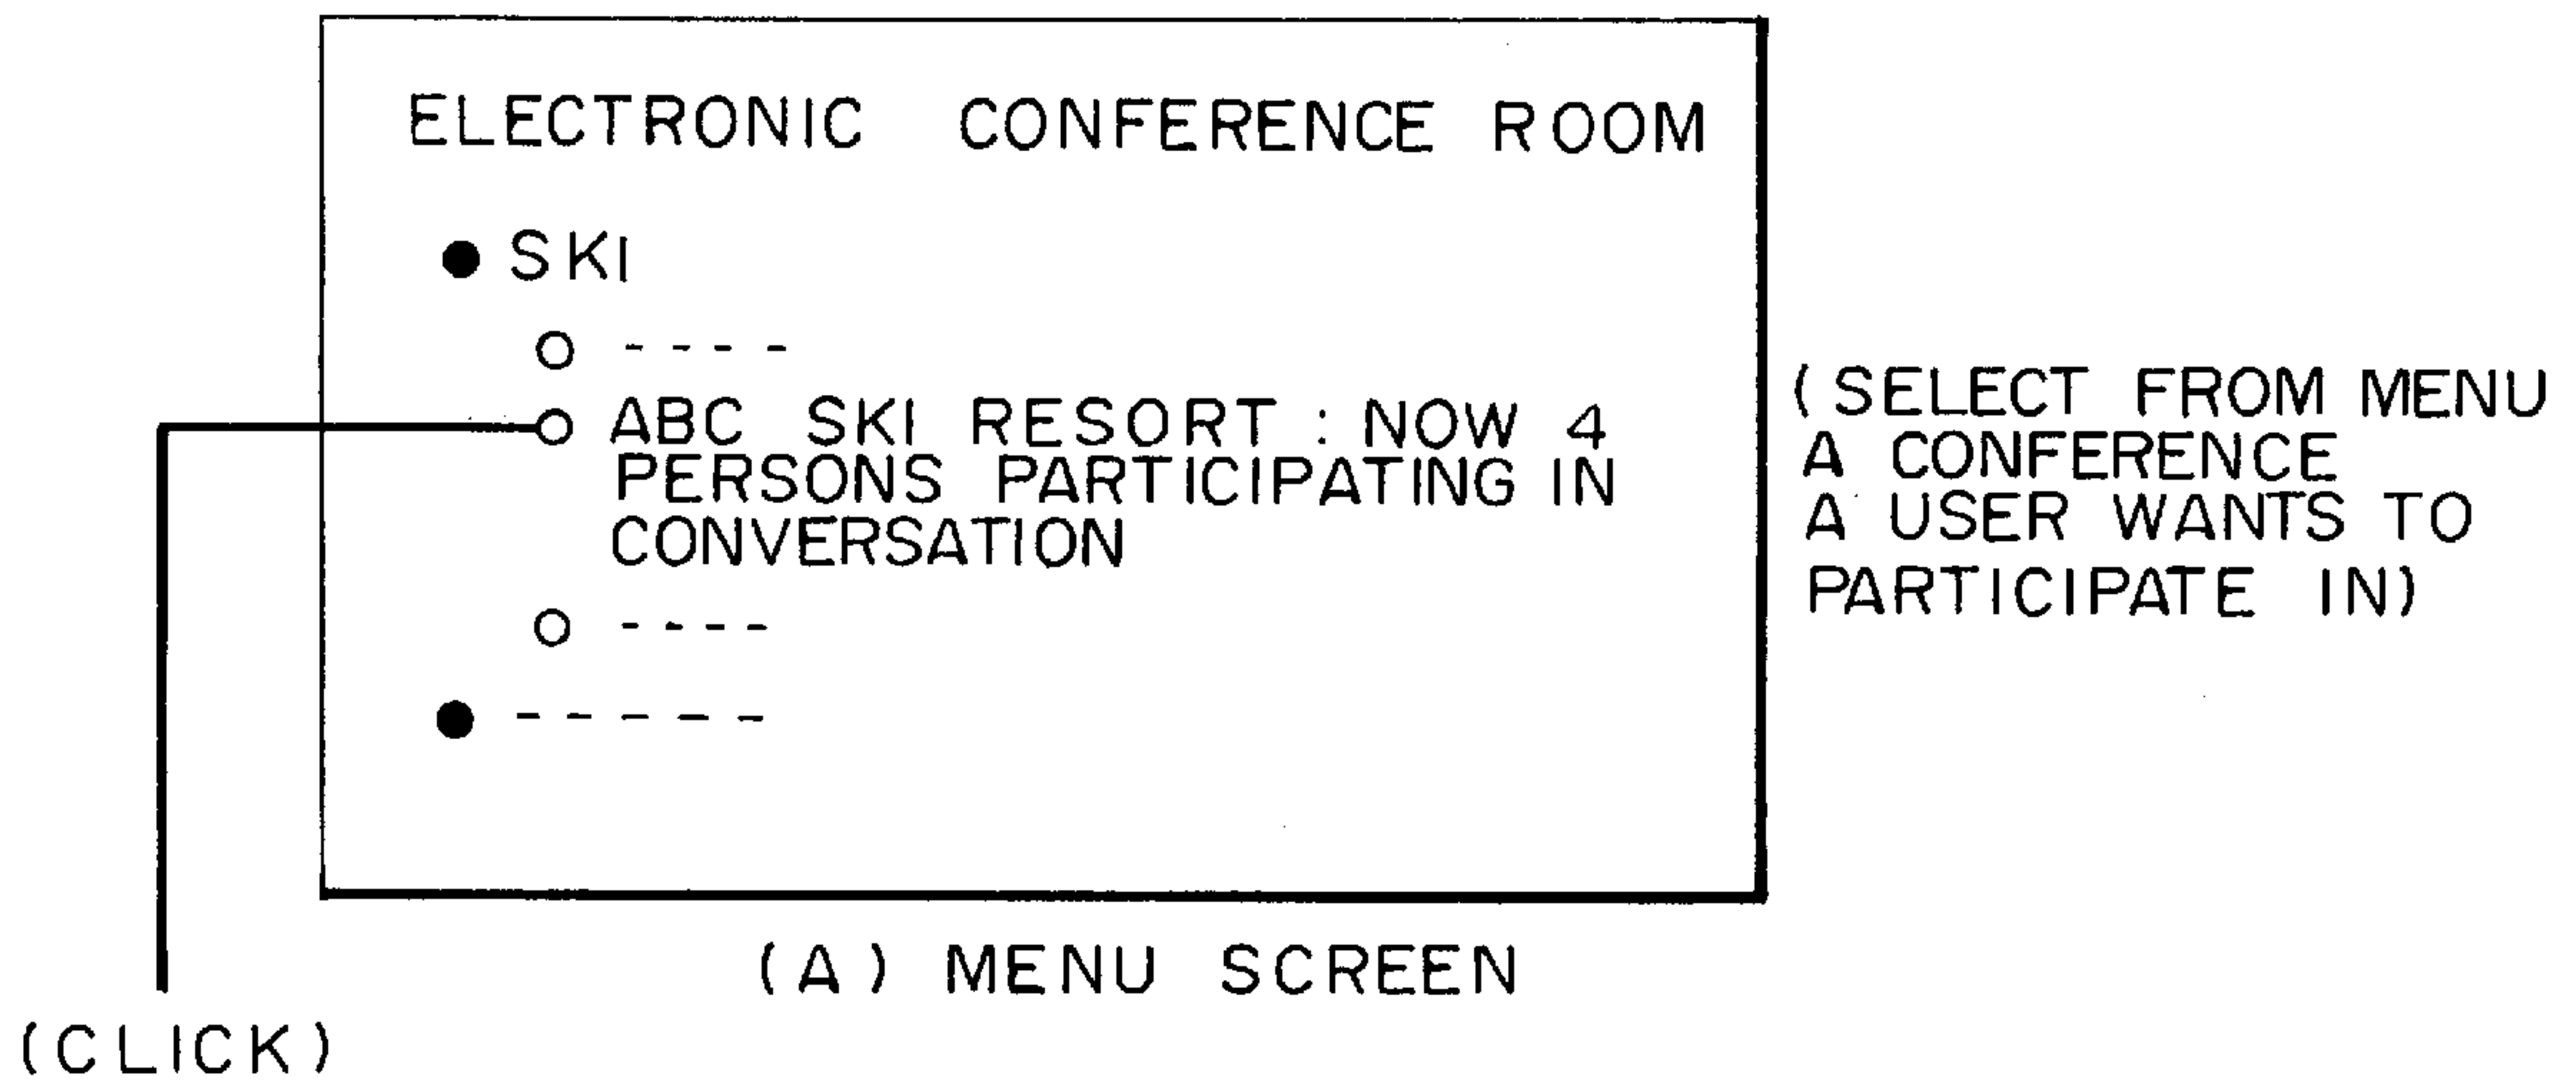 ELECTRONIC CONFERENCE ROOM
● SKI
○ ----
○ ABC SKI RESORT : NOW 4
PERSONS PARTICIPATING IN
CONVERSATION
○ ----
● -----
(SELECT FROM MENU
A CONFERENCE
A USER WANTS TO
PARTICIPATE IN)
(A) MENU SCREEN
(CLICK)